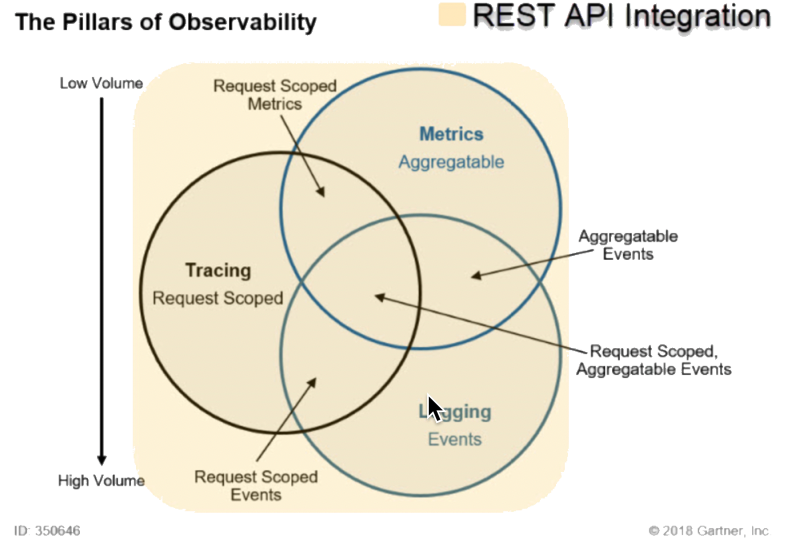 The Pillars of Observability
REST API Integration
Low Volume
Request Scoped
Metrics
Metrics
Aggregatable
Aggregatable
Events
Tracing
Request Scoped
Request Scoped,
Aggregatable Events
Logging
Events
High Volume
Request Scoped
Events
ID: 350646
© 2018 Gartner, Inc